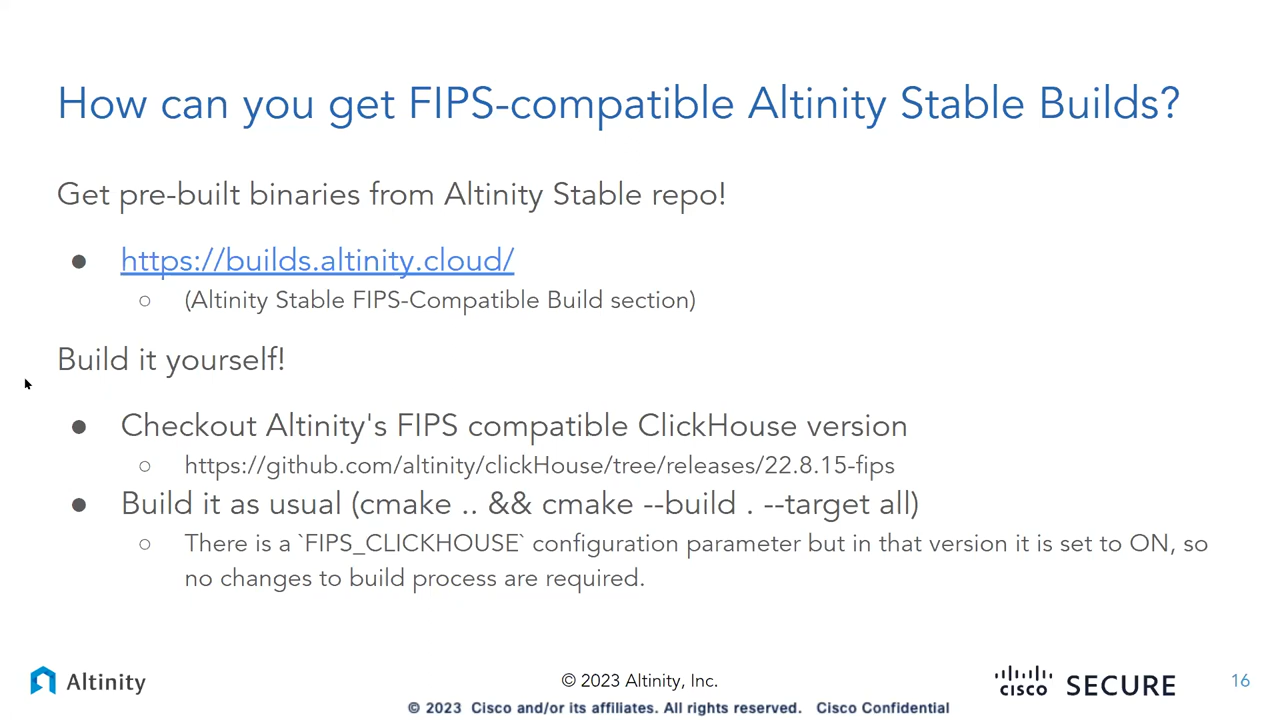 How can you get FIPS-compatible Altinity Stable Builds?
Get pre-built binaries from Altinity Stable repo!
● https://builds.altinity.cloud/
○ (Altinity Stable FIPS-Compatible Build section)
Build it yourself!
● Checkout Altinity's FIPS compatible ClickHouse version
○ https://github.com/altinity/clickHouse/tree/releases/22.8.15-fips
● Build it as usual (cmake .. && cmake --build . --target all)
○ There is a `FIPS_CLICKHOUSE` configuration parameter but in that version it is set to ON, so
no changes to build process are required.
Altinity
© 2023 Altinity, Inc.
cisco SECURE
16
© 2023 Cisco and/or its affiliates. All rights reserved. Cisco Confidential